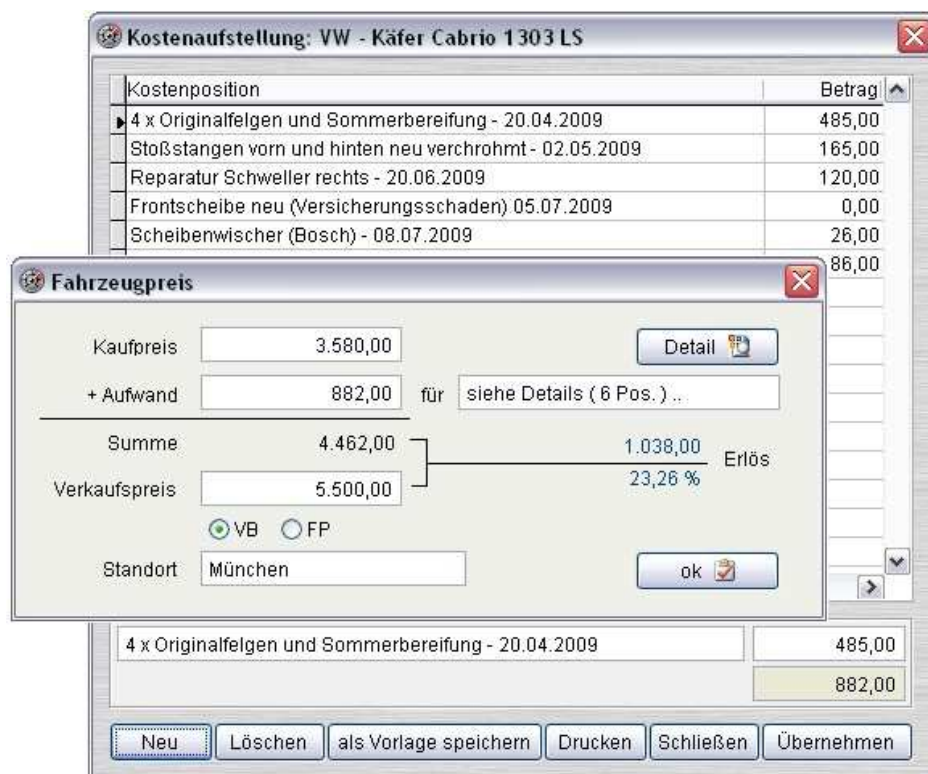 Kostenaufstellung: VW - Käfer Cabrio 1303 LS
Kostenposition Betrag
4 x Originalfelgen und Sommerbereifung - 20.04.2009 485,00
Stoßstangen vorn und hinten neu verchrohmt - 02.05.2009 165,00
Reparatur Schweller rechts - 20.06.2009 120,00
Frontscheibe neu (Versicherungsschaden) 05.07.2009 0,00
Scheibenwischer (Bosch) - 08.07.2009 26,00
86,00
Fahrzeugpreis
Kaufpreis 3.580,00 Detail
+ Aufwand 882,00 für siehe Details ( 6 Pos. ) ..
Summe 4.462,00 1.038,00 Erlös
Verkaufspreis 5.500,00 23,26 %
VB FP
Standort München ok
4 x Originalfelgen und Sommerbereifung - 20.04.2009 485,00
882,00
Neu Löschen als Vorlage speichern Drucken Schließen Übernehmen